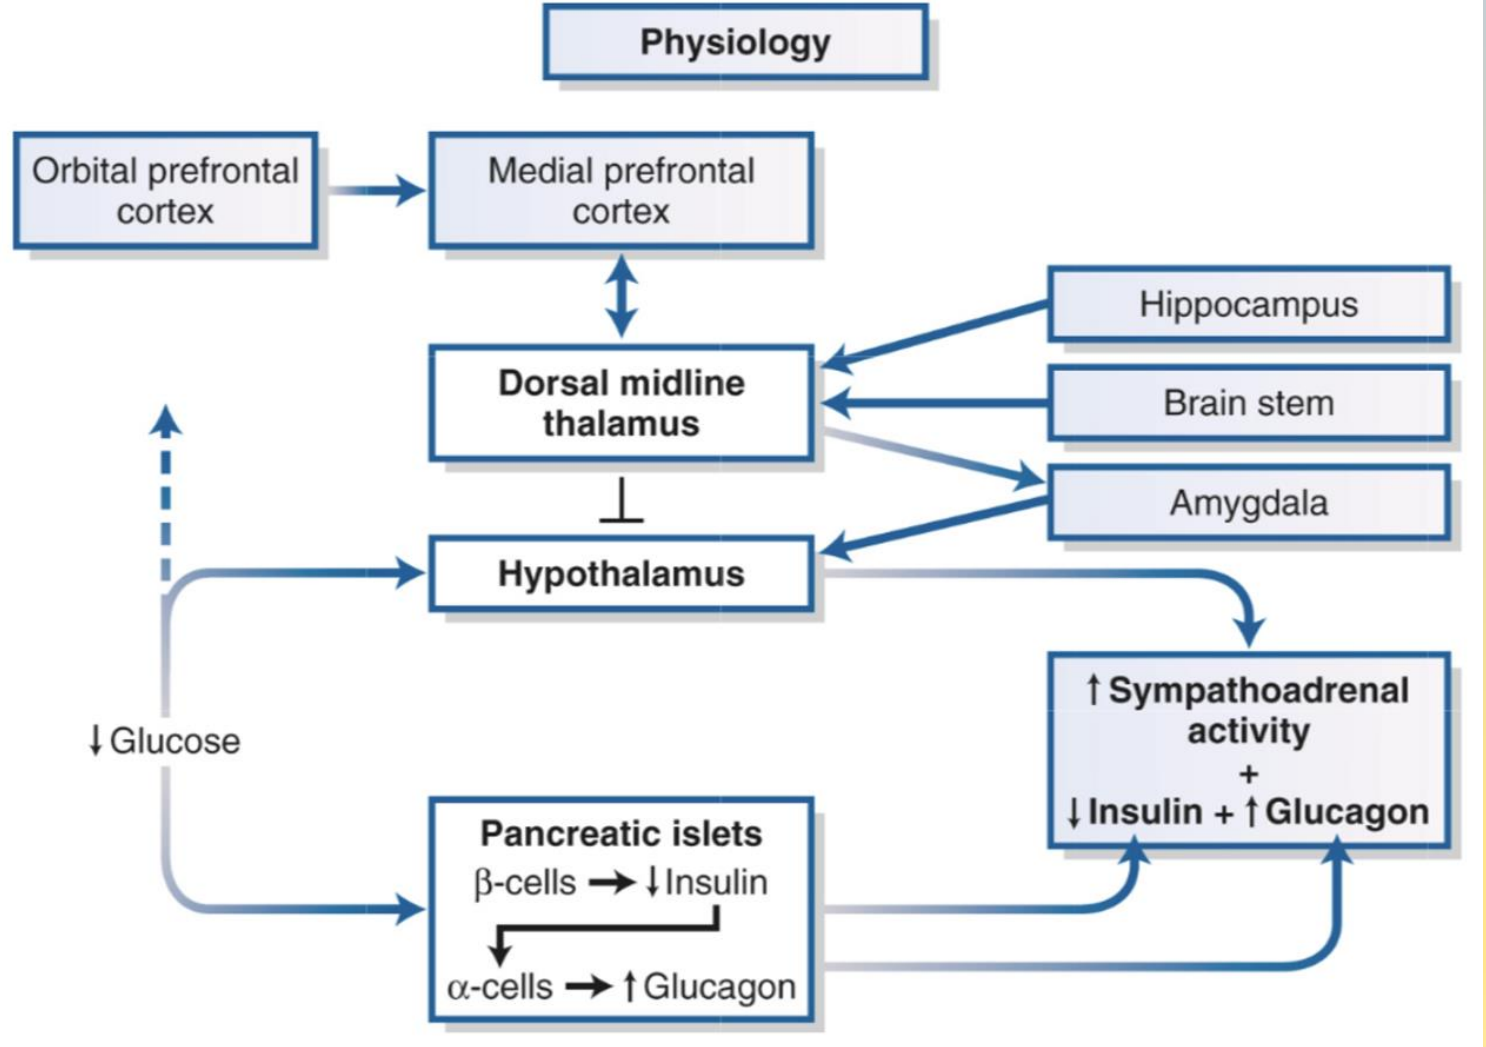 Physiology
Orbital prefrontal
cortex
Medial prefrontal
cortex
Hippocampus
Dorsal midline
thalamus
Brain stem
Amygdala
Hypothalamus
↑ Sympathoadrenal
activity
+
↓ Insulin + ↑ Glucagon
↓ Glucose
Pancreatic islets
β-cells → ↓ Insulin
α-cells → ↑ Glucagon